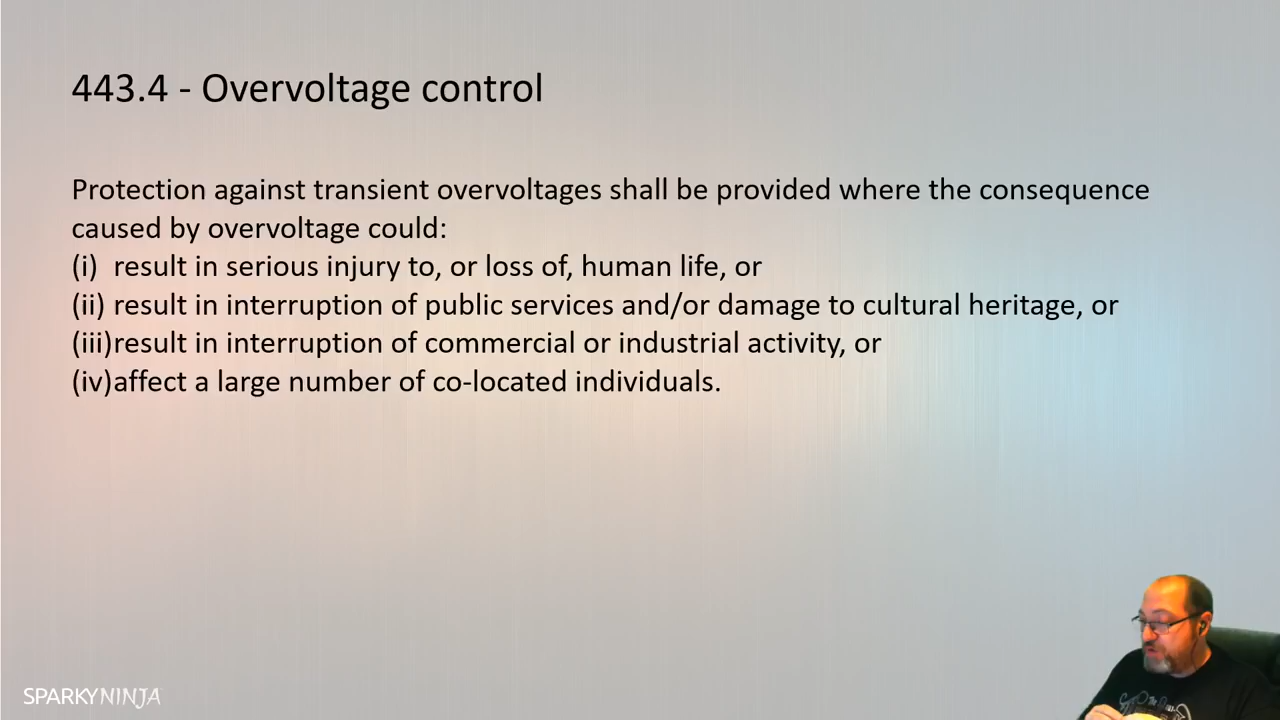 443.4 - Overvoltage control
Protection against transient overvoltages shall be provided where the consequence
caused by overvoltage could:
(i) result in serious injury to, or loss of, human life, or
(ii) result in interruption of public services and/or damage to cultural heritage, or
(iii)result in interruption of commercial or industrial activity, or
(iv)affect a large number of co-located individuals.
SPARKYNINJA